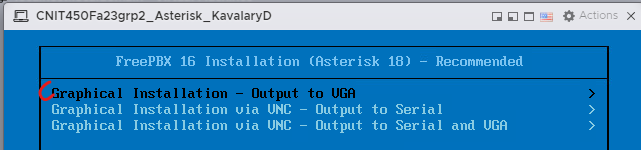 CNIT450Fa23grp2_Asterisk_KavalaryD
Actions
FreePBX 16 Installation (Asterisk 18) - Recommended
Graphical Installation - Output to VGA >
Graphical Installation via VNC - Output to Serial >
Graphical Installation via VNC - Output to Serial and VGA >